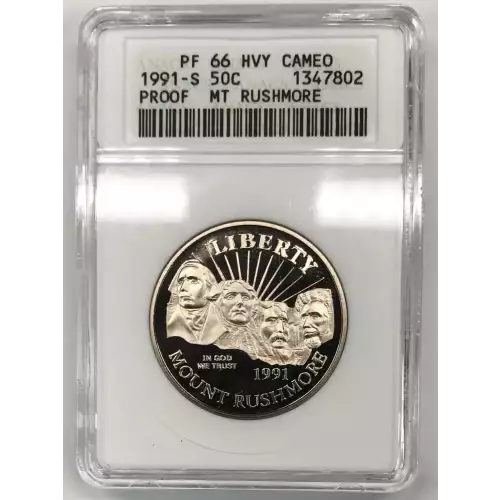 PF 66 HVY CAMEO
1991-S 50C 1347802
PROOF MT RUSHMORE
LIBERTY
IN GOD
WE TRUST
1991
MOUNT RUSHMORE